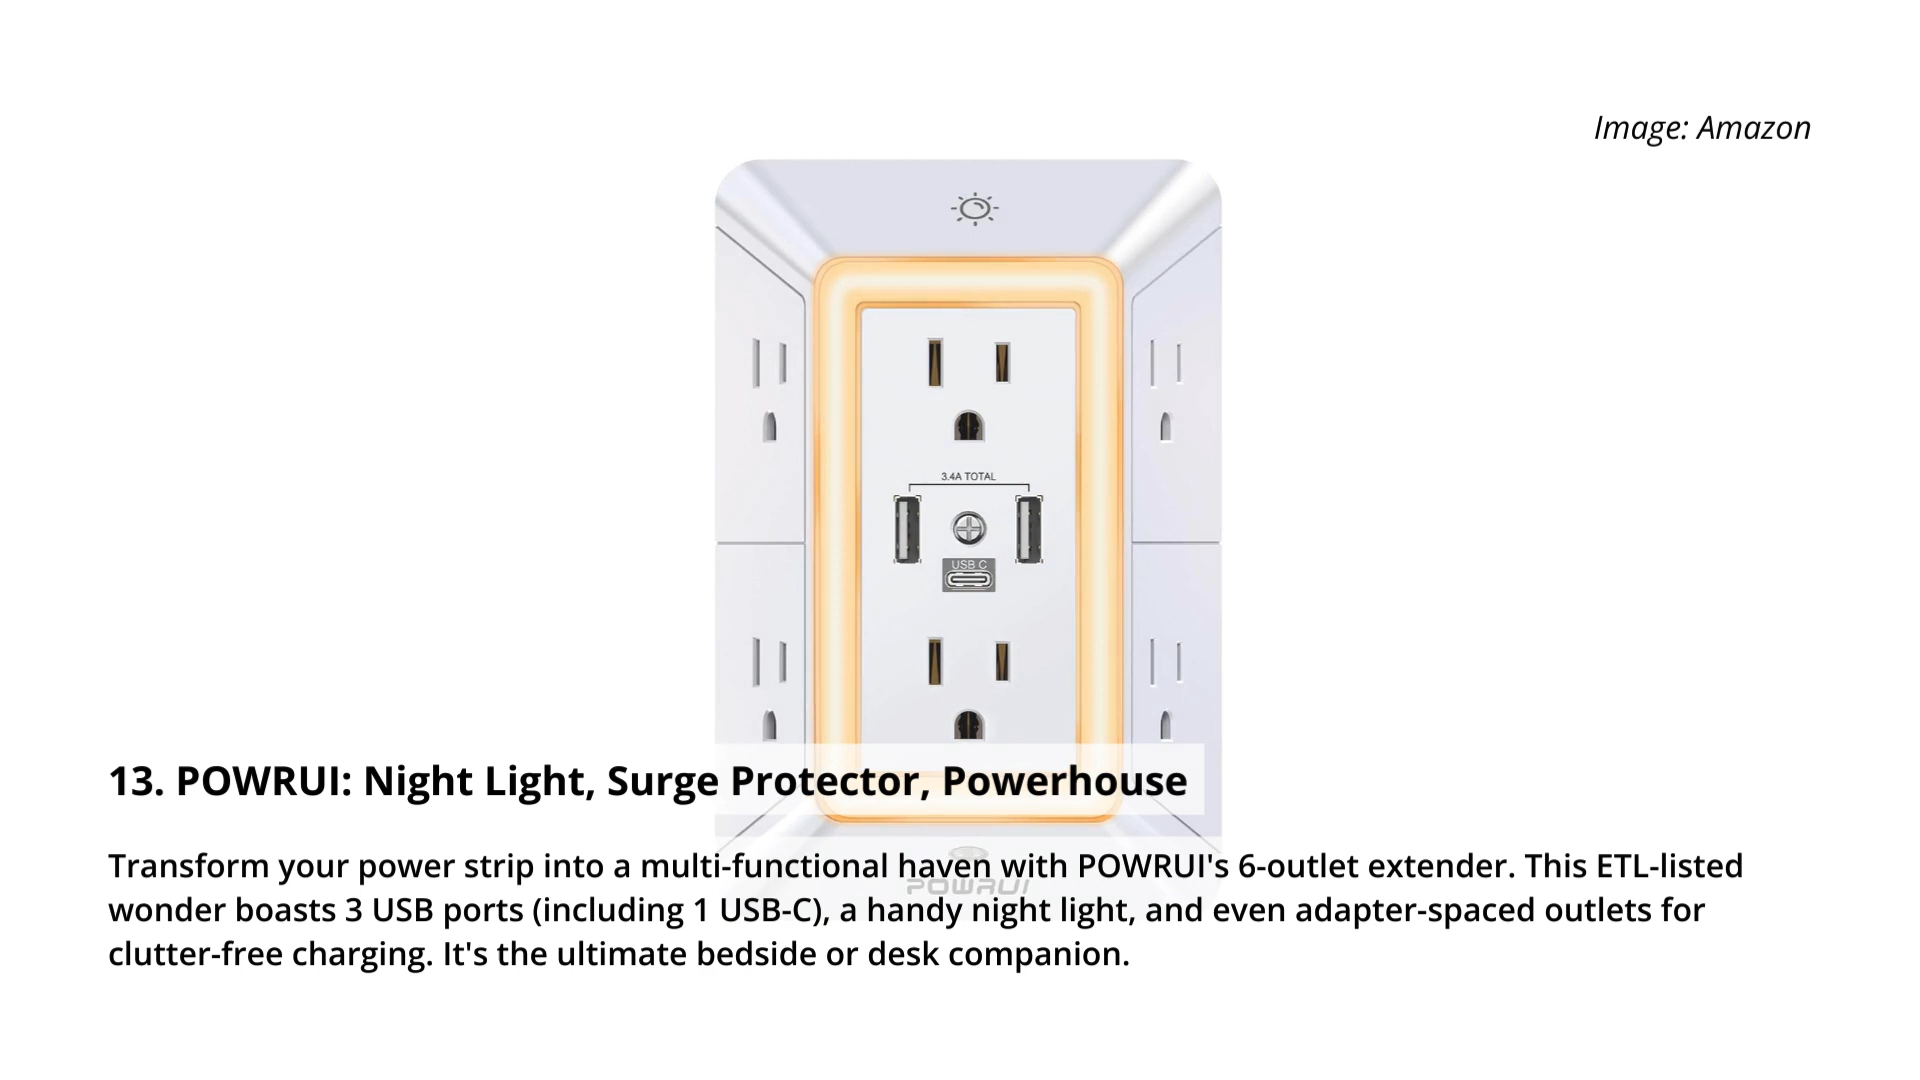 Image: Amazon
3.4A TOTAL
USB C
13. POWRUI: Night Light, Surge Protector, Powerhouse
Transform your power strip into a multi-functional haven with POWRUI's 6-outlet extender. This ETL-listed
POWRUI
wonder boasts 3 USB ports (including 1 USB-C), a handy night light, and even adapter-spaced outlets for
clutter-free charging. It's the ultimate bedside or desk companion.